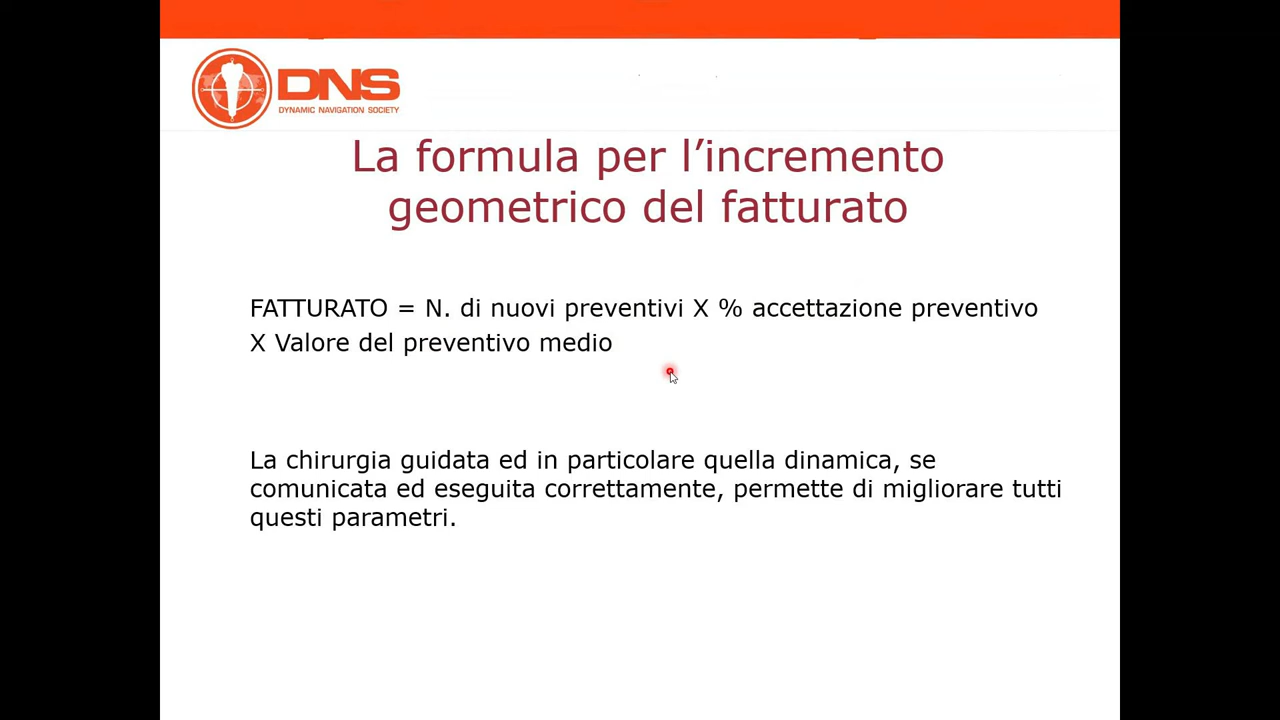 DNS
DYNAMIC NAVIGATION SOCIETY
La formula per l’incremento
geometrico del fatturato
FATTURATO = N. di nuovi preventivi X % accettazione preventivo
X Valore del preventivo medio
La chirurgia guidata ed in particolare quella dinamica, se
comunicata ed eseguita correttamente, permette di migliorare tutti
questi parametri.